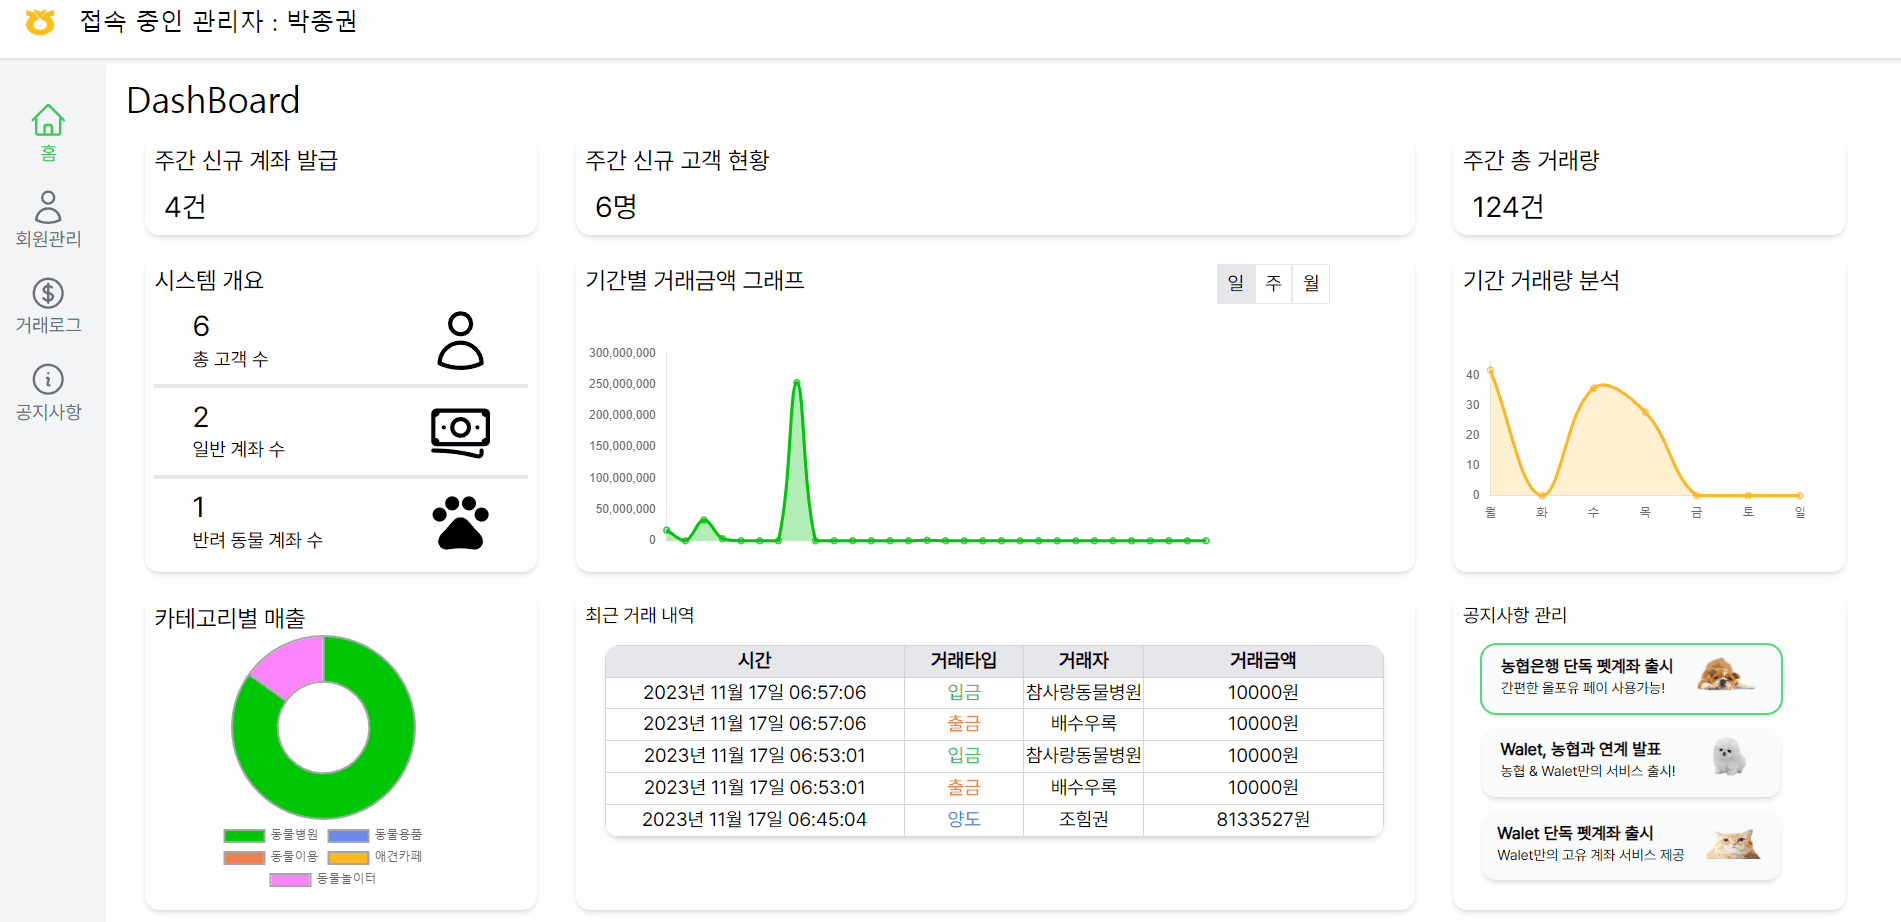 접속 중인 관리자 : 박종권
홈
회원관리
거래로그
공지사항
DashBoard
주간 신규 계좌 발급
4건
주간 신규 고객 현황
6명
주간 총 거래량
124건
시스템 개요
6
총 고객 수
2
일반 계좌 수
1
반려 동물 계좌 수
기간별 거래금액 그래프
일 주 월
300,000,000
250,000,000
200,000,000
150,000,000
100,000,000
50,000,000
0
기간 거래량 분석
40
30
20
10
0
월 화 수 목 금 토 일
카테고리별 매출
동물병원 동물용품
동물이용 애견카페
동물놀이터
최근 거래 내역
시간 거래타입 거래자 거래금액
2023년 11월 17일 06:57:06 입금 참사랑동물병원 10000원
2023년 11월 17일 06:57:06 출금 배수우록 10000원
2023년 11월 17일 06:53:01 입금 참사랑동물병원 10000원
2023년 11월 17일 06:53:01 출금 배수우록 10000원
2023년 11월 17일 06:45:04 양도 조힘권 8133527원
공지사항 관리
농협은행 단독 펫계좌 출시
간편한 올포유 페이 사용가능!
Walet, 농협과 연계 발표
농협 & Walet만의 서비스 출시!
Walet 단독 펫계좌 출시
Walet만의 고유 계좌 서비스 제공